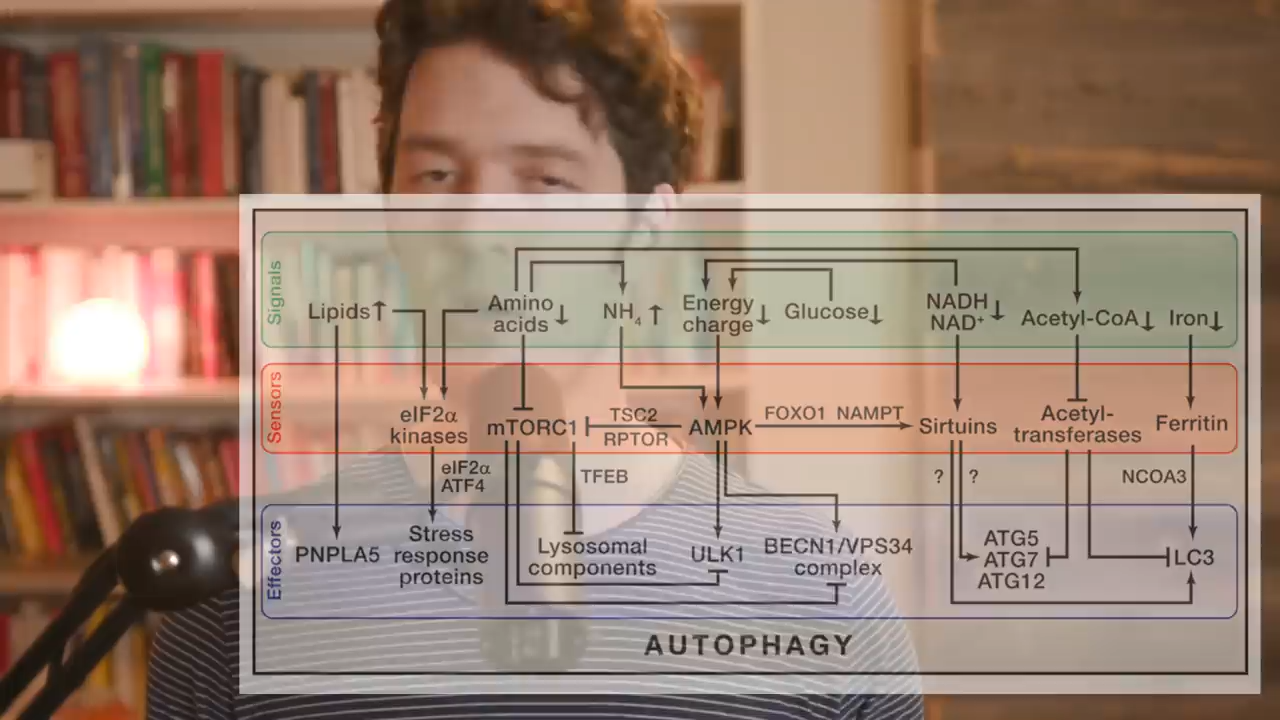 Signals
Lipids↑
Amino
acids↓
NH4↑
Energy
charge↓
Glucose↓
NADH
NAD+↓
Acetyl-CoA↓
Iron↓
Sensors
eIF2α
kinases
mTORC1
TSC2
RPTOR
AMPK
FOXO1 NAMPT
Sirtuins
Acetyl-
transferases
Ferritin
eIF2α
ATF4
TFEB
?
?
NCOA3
Effectors
PNPLA5
Stress
response
proteins
Lysosomal
components
ULK1
BECN1/VPS34
complex
ATG5
ATG7
ATG12
LC3
AUTOPHAGY